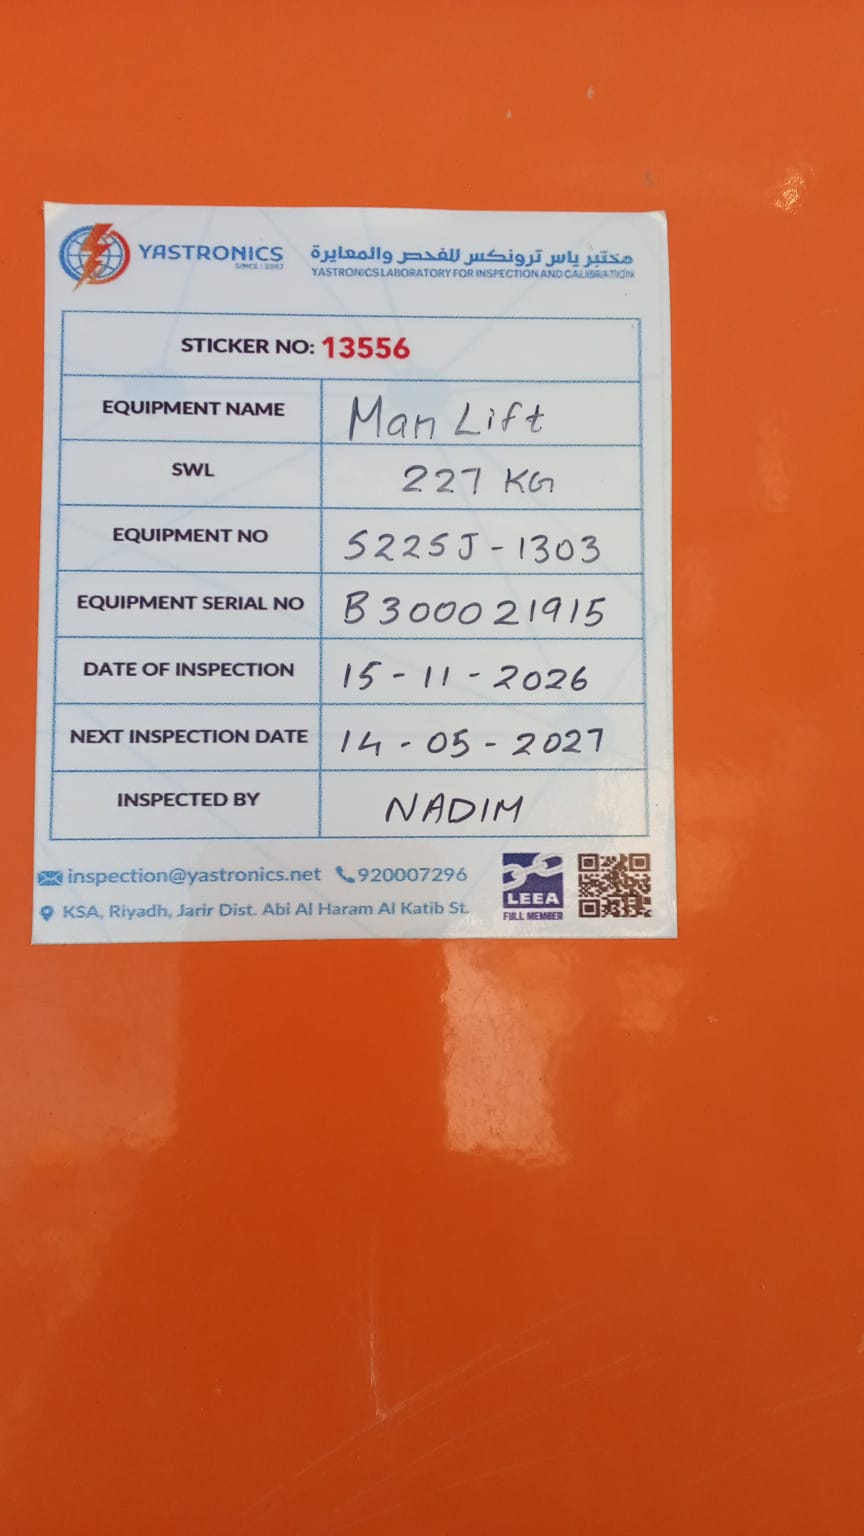 YASTRONICS
SINCE : 1987
مختبر ياس ترونكس للفحص والمعايرة
YASTRONICS LABORATORY FOR INSPECTION AND CALIBRATION
STICKER NO: 13556
EQUIPMENT NAME Man Lift
SWL 227 KG
EQUIPMENT NO S225J - 1303
EQUIPMENT SERIAL NO B300021915
DATE OF INSPECTION 15 - 11 - 2026
NEXT INSPECTION DATE 14 - 05 - 2027
INSPECTED BY NADIM
inspection@yastronics.net 920007296
KSA, Riyadh, Jarir Dist. Abi Al Haram Al Katib St.
LEEA
FULL MEMBER